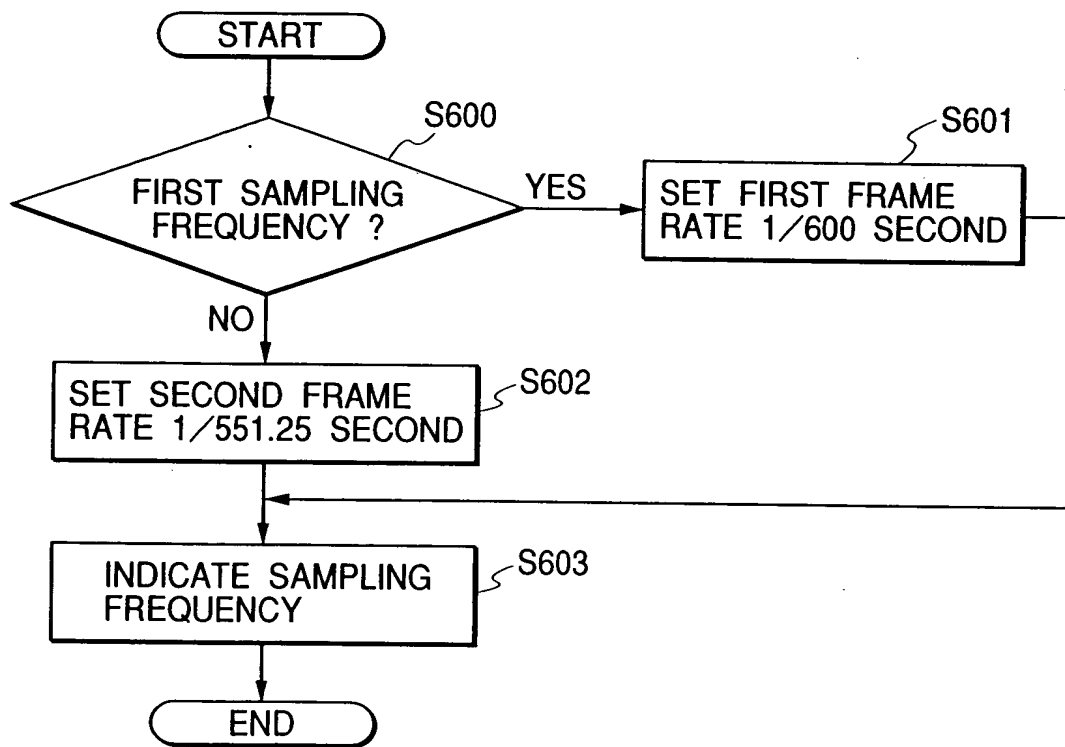 START
S600
FIRST SAMPLING
FREQUENCY ?
YES
S601
SET FIRST FRAME
RATE 1/600 SECOND
NO
S602
SET SECOND FRAME
RATE 1/551.25 SECOND
S603
INDICATE SAMPLING
FREQUENCY
END